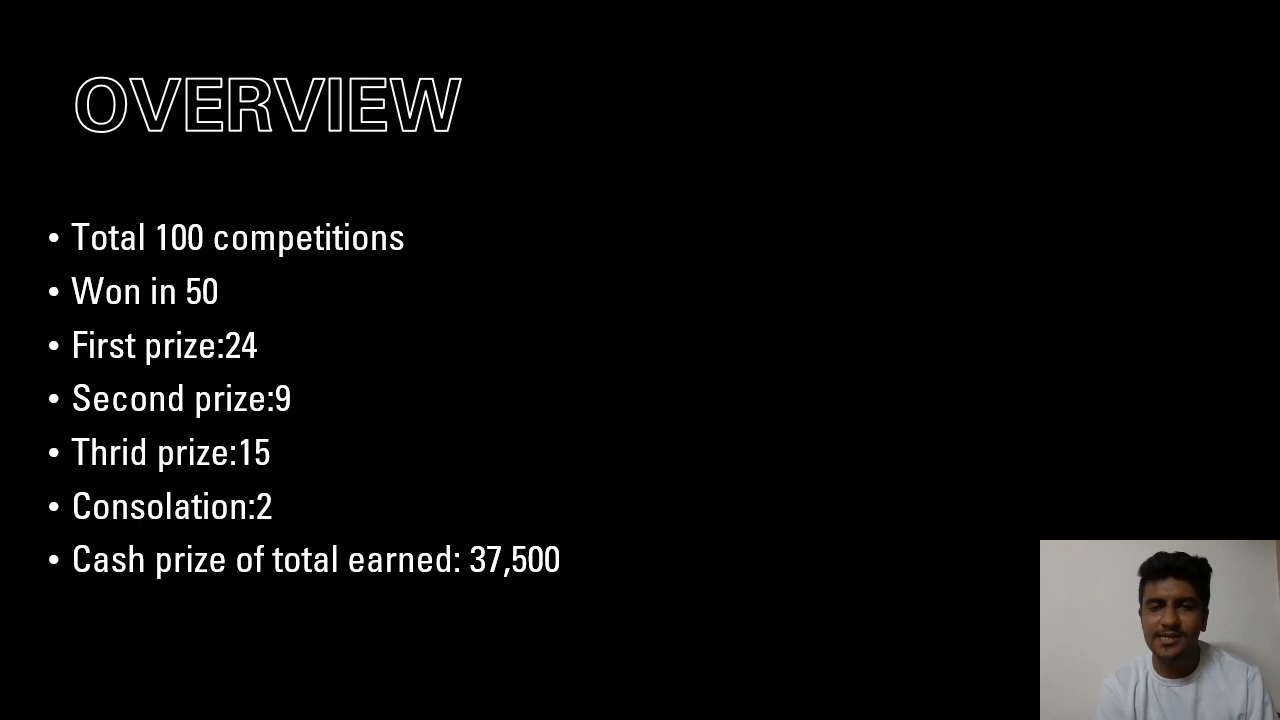 OVERVIEW
• Total 100 competitions
• Won in 50
• First prize:24
• Second prize:9
• Thrid prize:15
• Consolation:2
• Cash prize of total earned: 37,500